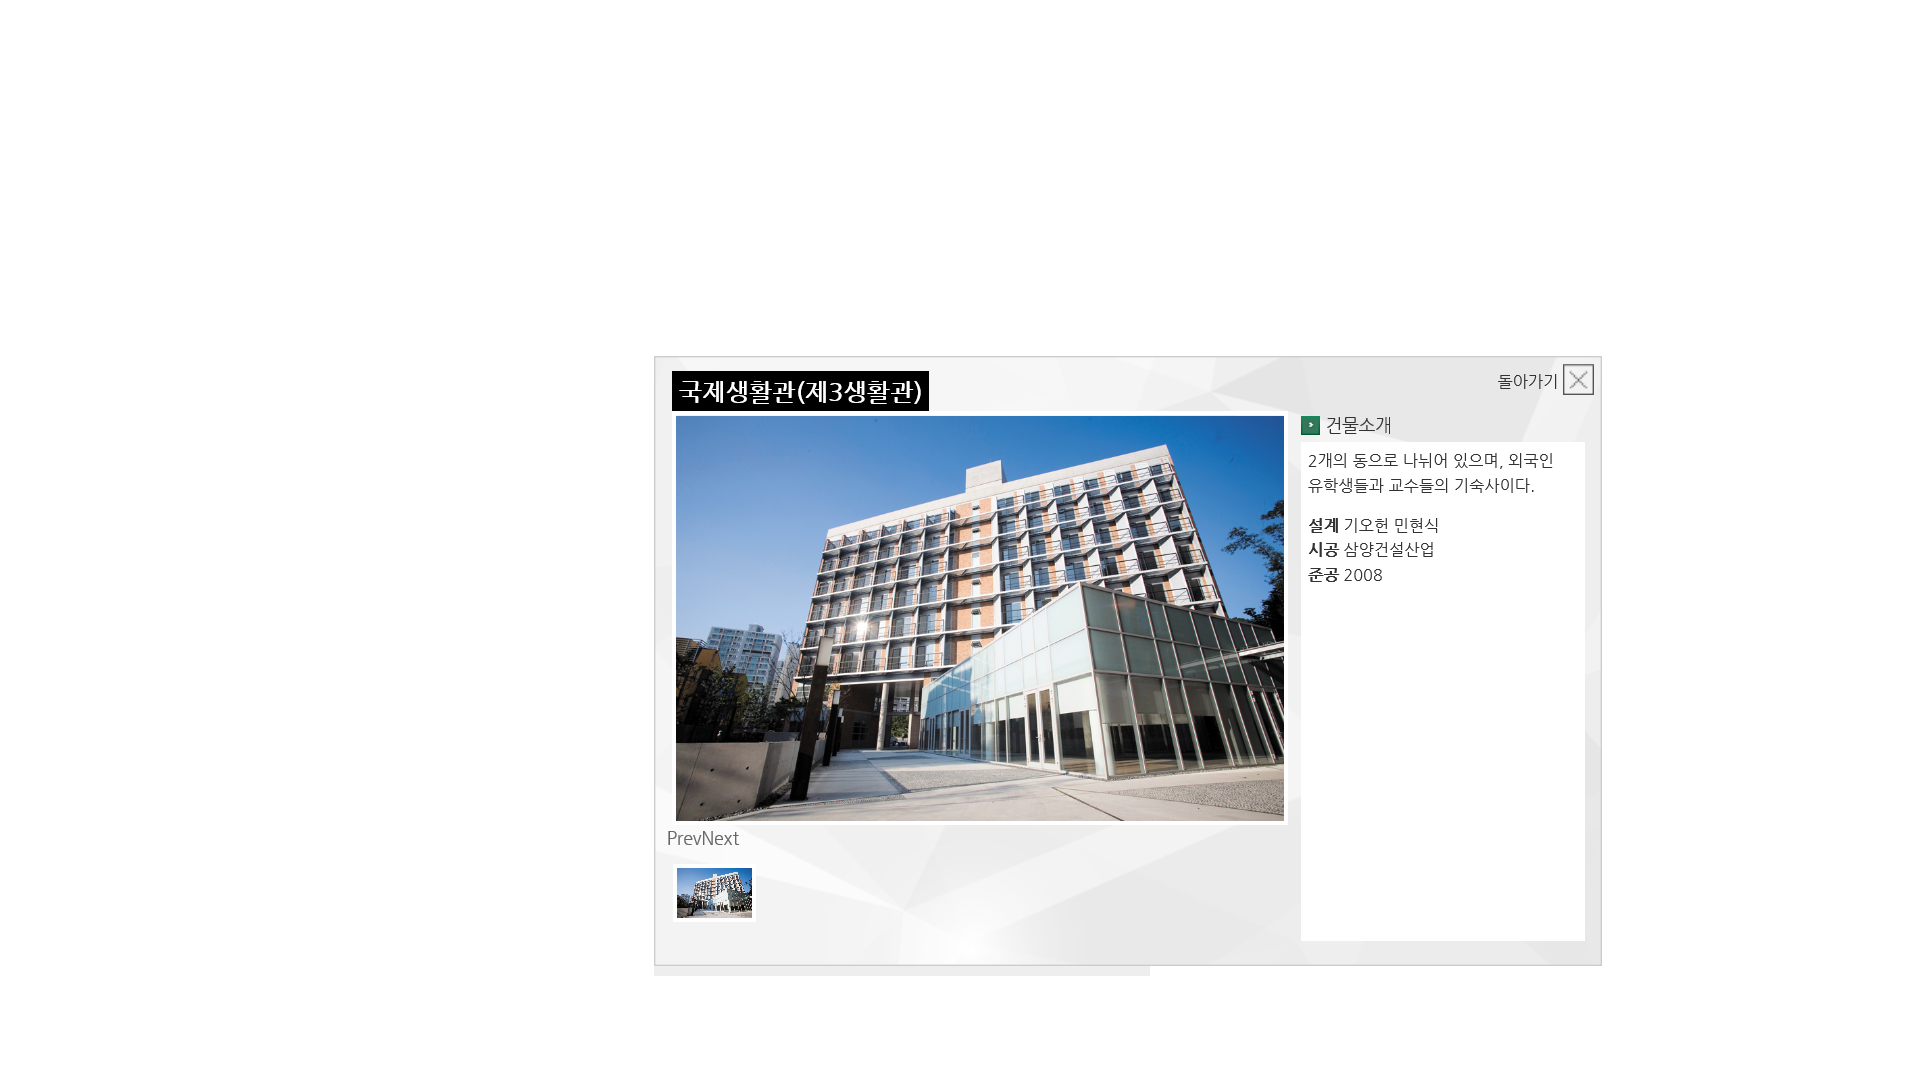 국제생활관(제3생활관)
돌아가기
건물소개
2개의 동으로 나뉘어 있으며, 외국인
유학생들과 교수들의 기숙사이다.
설계 기오헌 민현식
시공 삼양건설산업
준공 2008
PrevNext